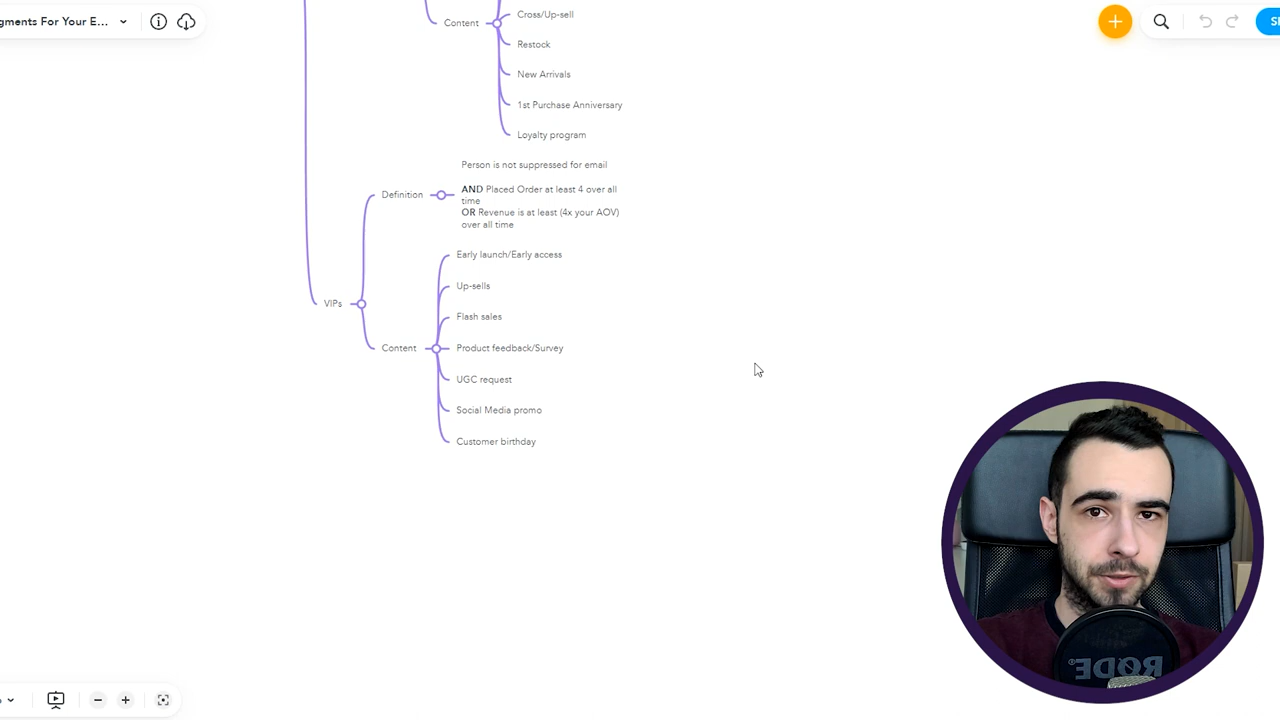 gments For Your E...
SI
Content
Cross/Up-sell
Restock
New Arrivals
1st Purchase Anniversary
Loyalty program
Person is not suppressed for email
Definition
AND Placed Order at least 4 over all
time
OR Revenue is at least (4x your AOV)
over all time
VIPs
Content
Early launch/Early access
Up-sells
Flash sales
Product feedback/Survey
UGC request
Social Media promo
Customer birthday
RØDE®